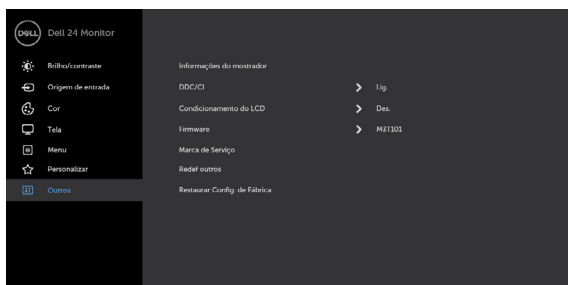 DELL
Dell 24 Monitor
Brilho/contraste
Origem de entrada
Cor
Tela
Menu
Personalizar
Outros
Informações do mostrador
DDC/CI Lig.
Condicionamento do LCD Des.
Firmware M3T101
Marca de Serviço
Redef outros
Restaurar Config. de Fábrica